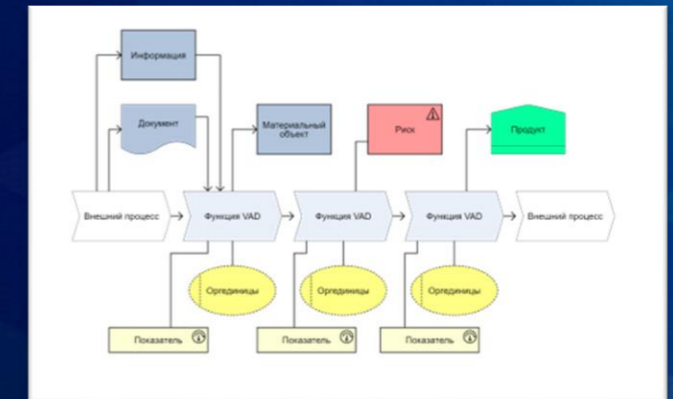 Информация
Документ
Материальный
объект
Риск
Продукт
Внешний процесс
Функция VAD
Функция VAD
Функция VAD
Внешний процесс
Оргединицы
Оргединицы
Оргединицы
Показатель
Показатель
Показатель